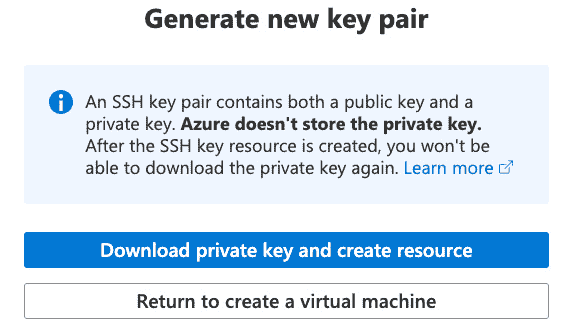 Generate new key pair
An SSH key pair contains both a public key and a
private key. Azure doesn't store the private key.
After the SSH key resource is created, you won't be
able to download the private key again. Learn more
Download private key and create resource
Return to create a virtual machine